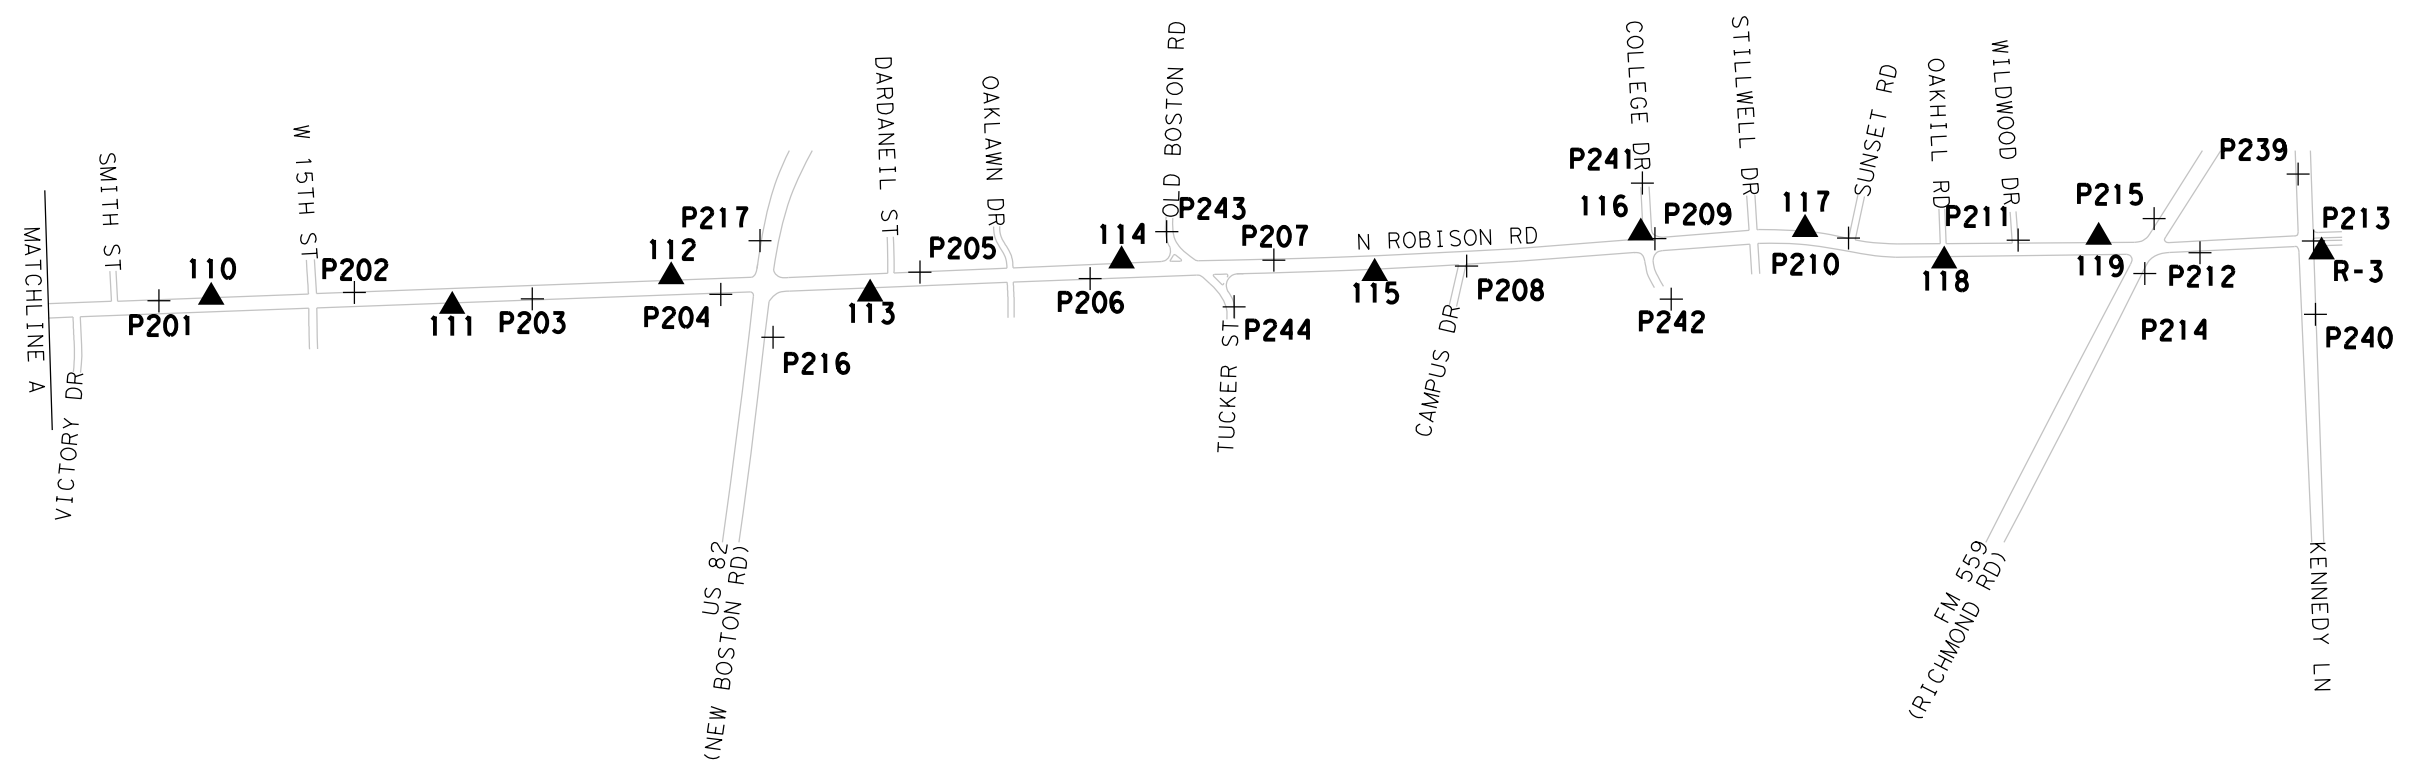 MATCHLINE A
VICTORY DR
SMITH ST
P201
110
W 15TH ST
P202
111
P203
112
P204
P217
P216
US 82
(NEW BOSTON RD)
DARDANEIL ST
113
P205
OAKLAWN DR
P206
114
OLD BOSTON RD
P243
P244
TUCKER ST
P207
N ROBISON RD
115
CAMPUS DR
P208
COLLEGE DR
P241
116
P209
P242
STILLWELL DR
117
P210
SUNSET RD
OAKHILL RD
118
P211
WILDWOOD DR
119
P215
P212
P214
FM 559
(RICHMOND RD)
P239
P213
R-3
P240
KENNEDY LN